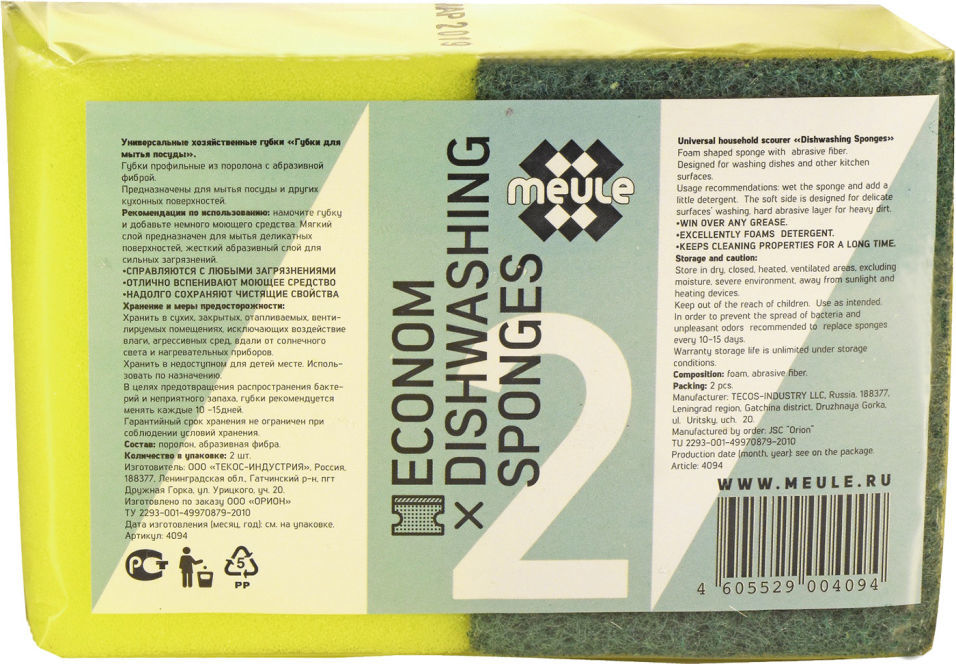 АР 2019
Универсальные хозяйственные губки «Губки для
мытья посуды».
Губки профильные из поролона с абразивной
фиброй.
Предназначены для мытья посуды и других
кухонных поверхностей.
Рекомендации по использованию: намочите губку
и добавьте немного моющего средства. Мягкий
слой предназначен для мытья деликатных
поверхностей, жесткий абразивный слой для
сильных загрязнений.
•СПРАВЛЯЮТСЯ С ЛЮБЫМИ ЗАГРЯЗНЕНИЯМИ
•ОТЛИЧНО ВСПЕНИВАЮТ МОЮЩЕЕ СРЕДСТВО
•НАДОЛГО СОХРАНЯЮТ ЧИСТЯЩИЕ СВОЙСТВА
Хранение и меры предосторожности:
Хранить в сухих, закрытых, отапливаемых, венти-
лируемых помещениях, исключающих воздействие
влаги, агрессивных сред, вдали от солнечного
света и нагревательных приборов.
Хранить в недоступном для детей месте. Исполь-
зовать по назначению.
В целях предотвращения распространения бакте-
рий и неприятного запаха, губки рекомендуется
менять каждые 10 -15дней.
Гарантийный срок хранения не ограничен при
соблюдении условий хранения.
Состав: поролон, абразивная фибра.
Количество в упаковке: 2 шт.
Изготовитель: ООО «ТЕКОС-ИНДУСТРИЯ», Россия,
188377, Ленинградская обл., Гатчинский р-н, пгт
Дружная Горка, ул. Урицкого, уч. 20.
Изготовлено по заказу ООО «ОРИОН»
ТУ 2293-001-49970879-2010
Дата изготовления (месяц, год): см. на упаковке.
Артикул: 4094
РСТ
5
PP
ECONOM
× DISHWASHING
SPONGES
2
meule
Universal household scourer «Dishwashing Sponges»
Foam shaped sponge with abrasive fiber.
Designed for washing dishes and other kitchen
surfaces.
Usage recommendations: wet the sponge and add a
little detergent. The soft side is designed for delicate
surfaces' washing, hard abrasive layer for heavy dirt.
•WIN OVER ANY GREASE.
•EXCELLENTLY FOAMS DETERGENT.
•KEEPS CLEANING PROPERTIES FOR A LONG TIME.
Storage and caution:
Store in dry, closed, heated, ventilated areas, excluding
moisture, severe environment, away from sunlight and
heating devices.
Keep out of the reach of children. Use as intended.
In order to prevent the spread of bacteria and
unpleasant odors recommended to replace sponges
every 10-15 days.
Warranty storage life is unlimited under storage
conditions.
Composition: foam, abrasive fiber.
Packing: 2 pcs.
Manufacturer: TECOS-INDUSTRY LLC, Russia, 188377,
Leningrad region, Gatchina district, Druzhnaya Gorka,
ul. Uritsky, uch. 20.
Manufactured by order: JSC "Orion"
TU 2293-001-49970879-2010
Production date (month, year): see on the package.
Article: 4094
WWW.MEULE.RU
4 605529 004094